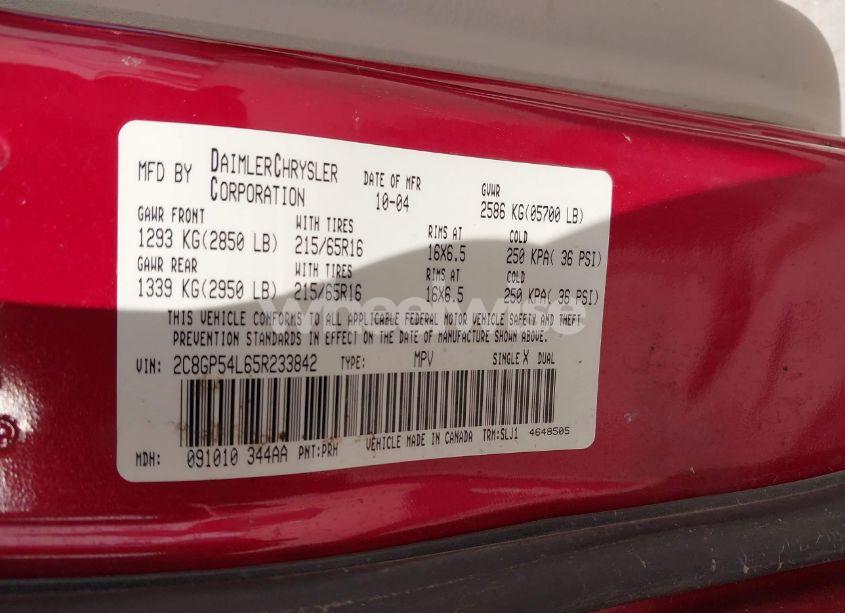 MFD BY DAIMLERCHRYSLER CORPORATION DATE OF MFR 10-04 GVWR 2586 KG(05700 LB)
GAWR FRONT WITH TIRES RIMS AT COLD
1293 KG(2850 LB) 215/65R16 16X6.5 250 KPA( 36 PSI)
GAWR REAR WITH TIRES RIMS AT COLD
1339 KG(2950 LB) 215/65R16 16X6.5 250 KPA( 36 PSI)
THIS VEHICLE CONFORMS TO ALL APPLICABLE FEDERAL MOTOR VEHICLE SAFETY AND THEFT
PREVENTION STANDARDS IN EFFECT ON THE DATE OF MANUFACTURE SHOWN ABOVE.
VIN: 2C8GP54L65R233842 TYPE: MPV SINGLE X DUAL
VEHICLE MADE IN CANADA TRM:SLJ1 4648505
MDH: 091010 344AA PNT:PRH